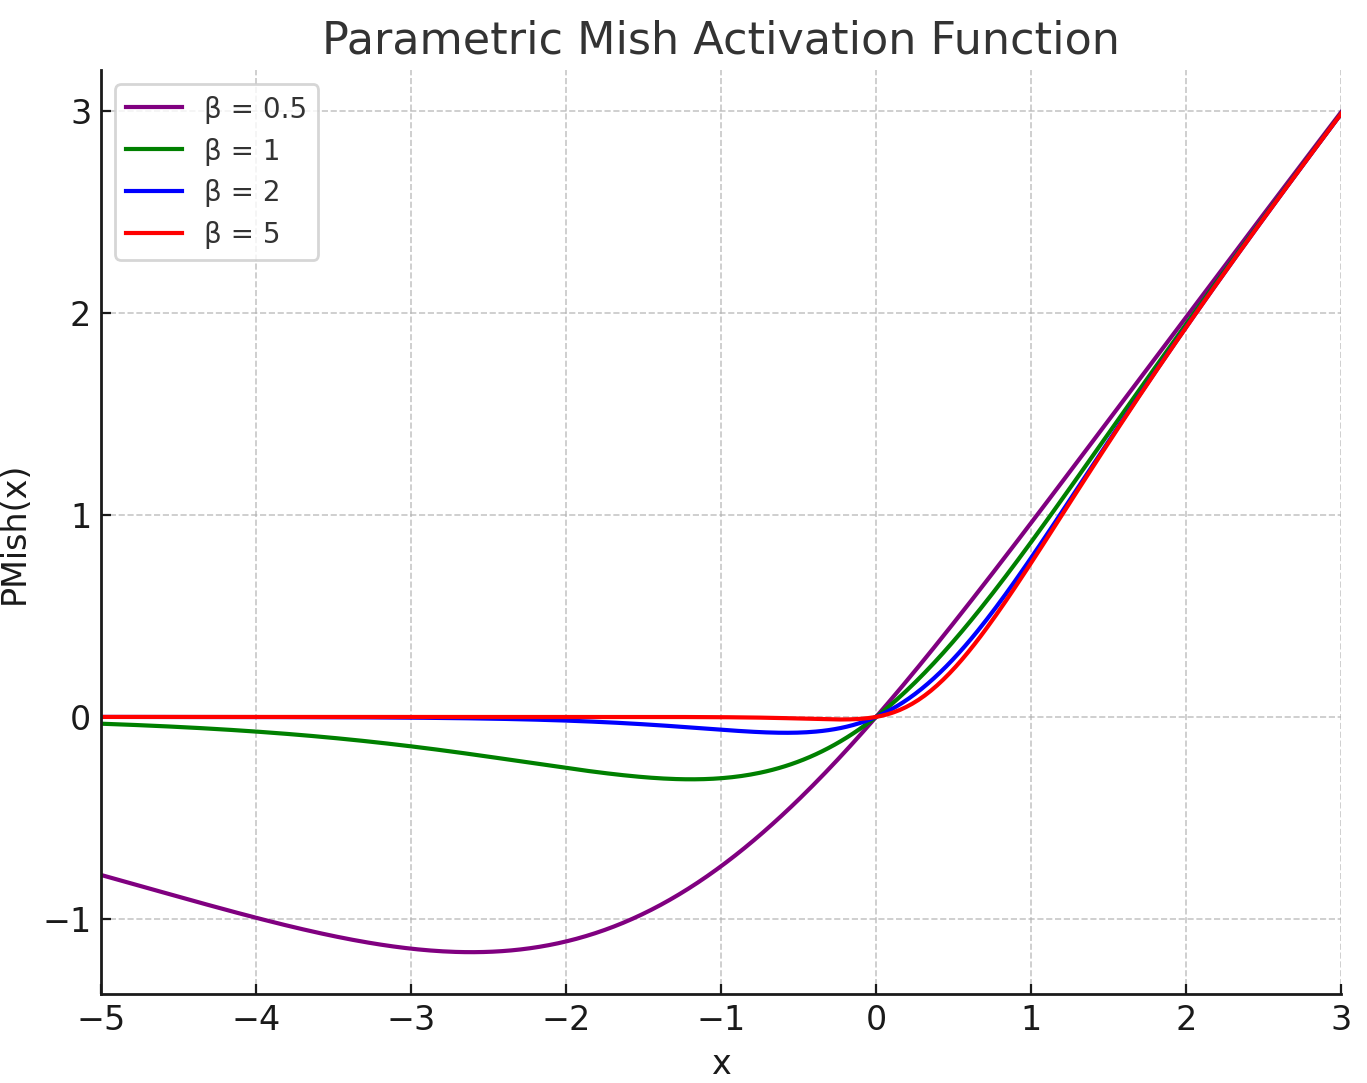 Parametric Mish Activation Function
β = 0.5
β = 1
β = 2
β = 5
3
2
1
0
−1
PMish(x)
−5 −4 −3 −2 −1 0 1 2 3
x